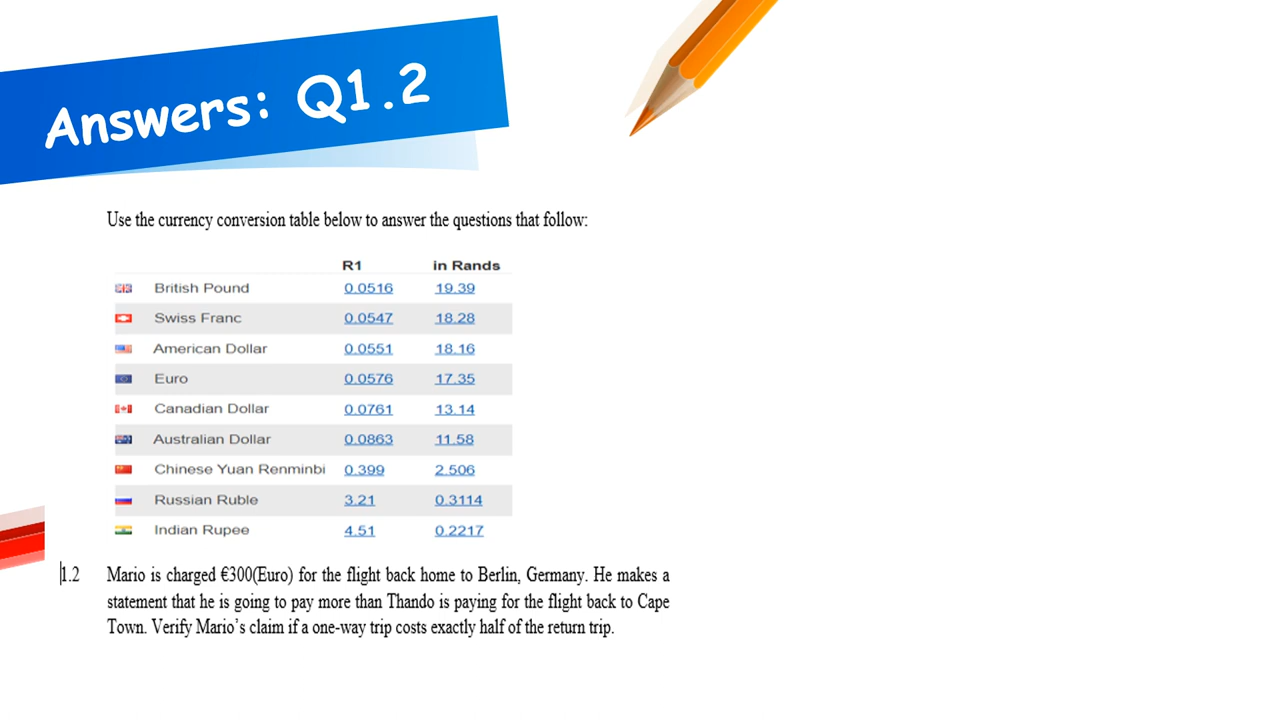 Answers: Q1.2
Use the currency conversion table below to answer the questions that follow:
R1 in Rands
British Pound 0.0516 19.39
Swiss Franc 0.0547 18.28
American Dollar 0.0551 18.16
Euro 0.0576 17.35
Canadian Dollar 0.0761 13.14
Australian Dollar 0.0863 11.58
Chinese Yuan Renminbi 0.399 2.506
Russian Ruble 3.21 0.3114
Indian Rupee 4.51 0.2217
1.2 Mario is charged €300(Euro) for the flight back home to Berlin, Germany. He makes a
statement that he is going to pay more than Thando is paying for the flight back to Cape
Town. Verify Mario's claim if a one-way trip costs exactly half of the return trip.